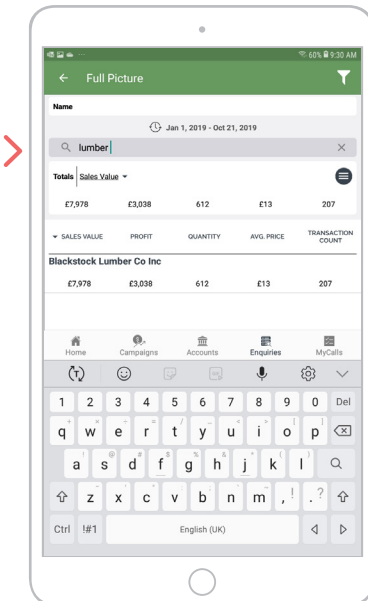 60% 9:30 AM
Full Picture
Name
Jan 1, 2019 - Oct 21, 2019
lumber
Totals Sales Value
£7,978 £3,038 612 £13 207
SALES VALUE PROFIT QUANTITY AVG. PRICE TRANSACTION COUNT
Blackstock Lumber Co Inc
£7,978 £3,038 612 £13 207
Home Campaigns Accounts Enquiries MyCalls
1 2 3 4 5 6 7 8 9 0 Del
q w e r t y u i o p
a s d f g h j k l
z x c v b n m , ! . ?
Ctrl !#1 English (UK)